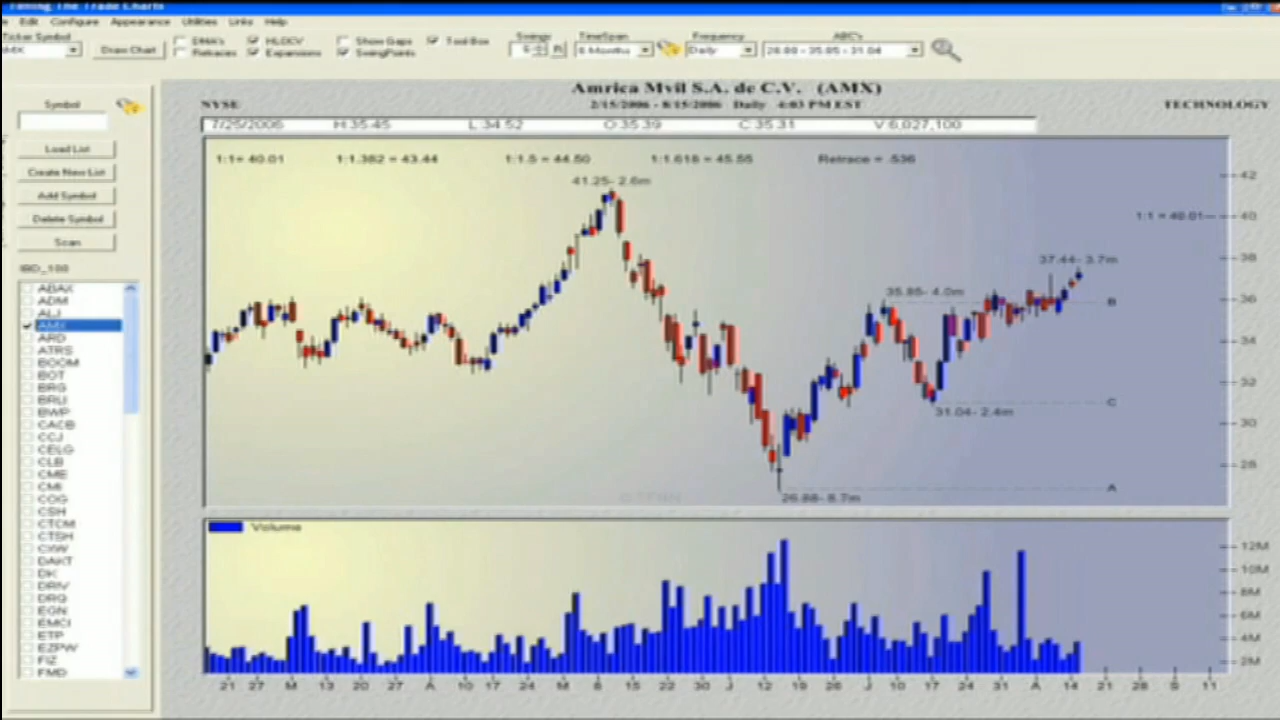 Timing The Trade Charts
Edit Configure Appearance Utilities Links Help
Ticker Symbol
AMX
Draw Chart
EMA's
Retraces
HLOCV
Expansions
Show Gaps
SwingPoints
Tool Box
Swings
5
TimeSpan
6 Months
Frequency
Daily
ABC's
26.88 - 35.85 - 31.04
Symbol
Load List
Create New List
Add Symbol
Delete Symbol
Scan
IBD_100
ABAX
ADM
ALJ
AMX
ARD
ATRS
BOOM
BOT
BRG
BRLI
BWP
CACB
CCJ
CELG
CLB
CME
CMI
COG
CSH
CTCM
CTSH
CXW
DAKT
DK
DRIV
DRQ
EGN
EMCI
ETP
EZPW
FIZ
FMD
Amrica Mvil S.A. de C.V. (AMX)
NYSE
2/15/2006 - 8/15/2006 Daily 4:03 PM EST
TECHNOLOGY
7/25/2006 H:35.45 L:34.52 O:35.39 C:35.31 V:6,027,100
1:1= 40.01 1:1.382 = 43.44 1:1.5 = 44.50 1:1.618 = 45.55 Retrace = .536
41.25- 2.6m
1:1 = 40.01
37.44- 3.7m
35.85- 4.0m
B
C
31.04- 2.4m
A
26.88- 8.7m
42
40
38
36
34
32
30
28
Volume
12M
10M
8M
6M
4M
2M
21 27 M 13 20 27 A 10 17 24 M 8 15 22 30 J 12 19 26 J 10 17 24 31 A 14 21 28 S 11